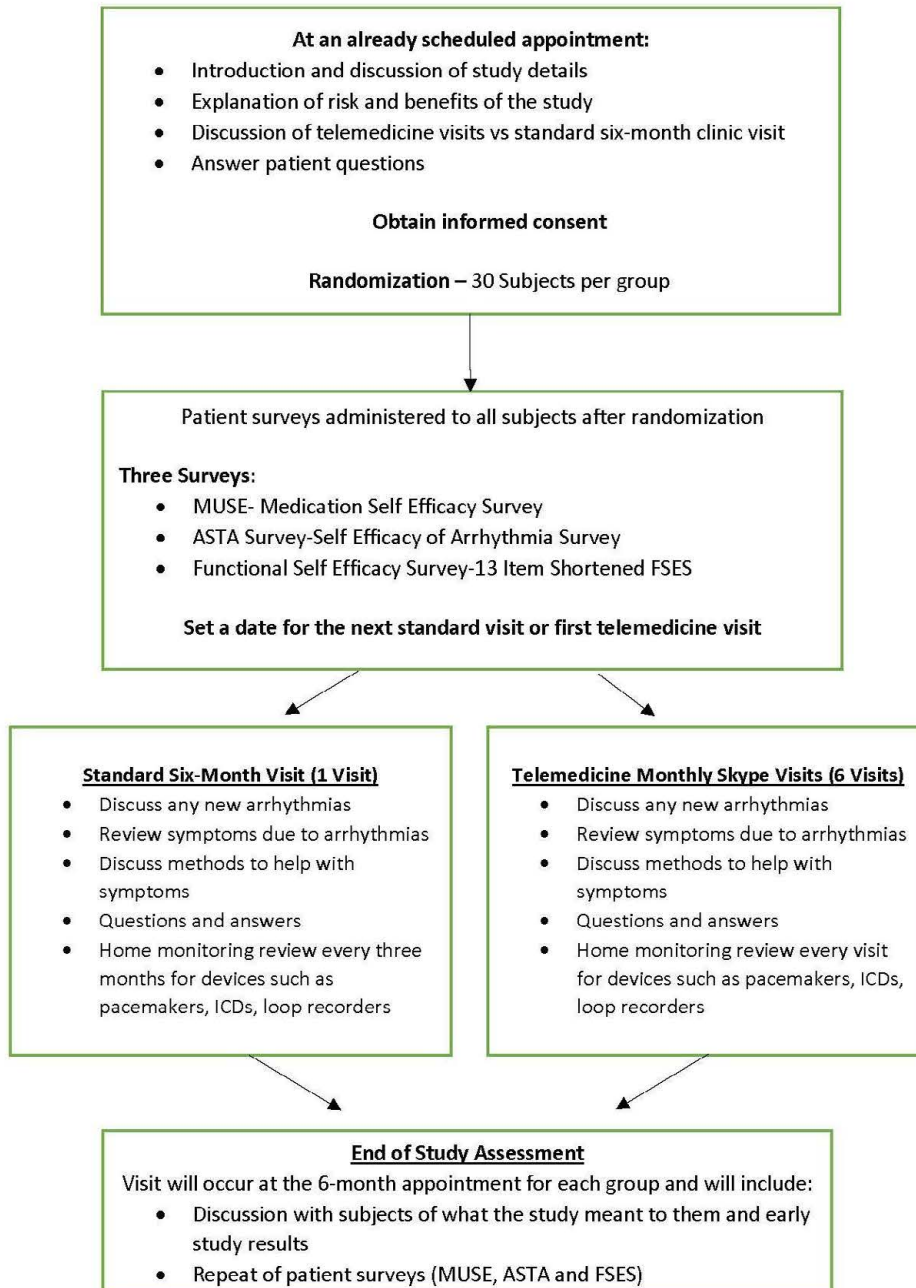 At an already scheduled appointment:
• Introduction and discussion of study details
• Explanation of risk and benefits of the study
• Discussion of telemedicine visits vs standard six-month clinic visit
• Answer patient questions
Obtain informed consent
Randomization – 30 Subjects per group
Patient surveys administered to all subjects after randomization
Three Surveys:
• MUSE- Medication Self Efficacy Survey
• ASTA Survey-Self Efficacy of Arrhythmia Survey
• Functional Self Efficacy Survey-13 Item Shortened FSES
Set a date for the next standard visit or first telemedicine visit
Standard Six-Month Visit (1 Visit)
• Discuss any new arrhythmias
• Review symptoms due to arrhythmias
• Discuss methods to help with
symptoms
• Questions and answers
• Home monitoring review every three
months for devices such as
pacemakers, ICDs, loop recorders
Telemedicine Monthly Skype Visits (6 Visits)
• Discuss any new arrhythmias
• Review symptoms due to arrhythmias
• Discuss methods to help with
symptoms
• Questions and answers
• Home monitoring review every visit
for devices such as pacemakers, ICDs,
loop recorders
End of Study Assessment
Visit will occur at the 6-month appointment for each group and will include:
• Discussion with subjects of what the study meant to them and early
study results
• Repeat of patient surveys (MUSE, ASTA and FSES)